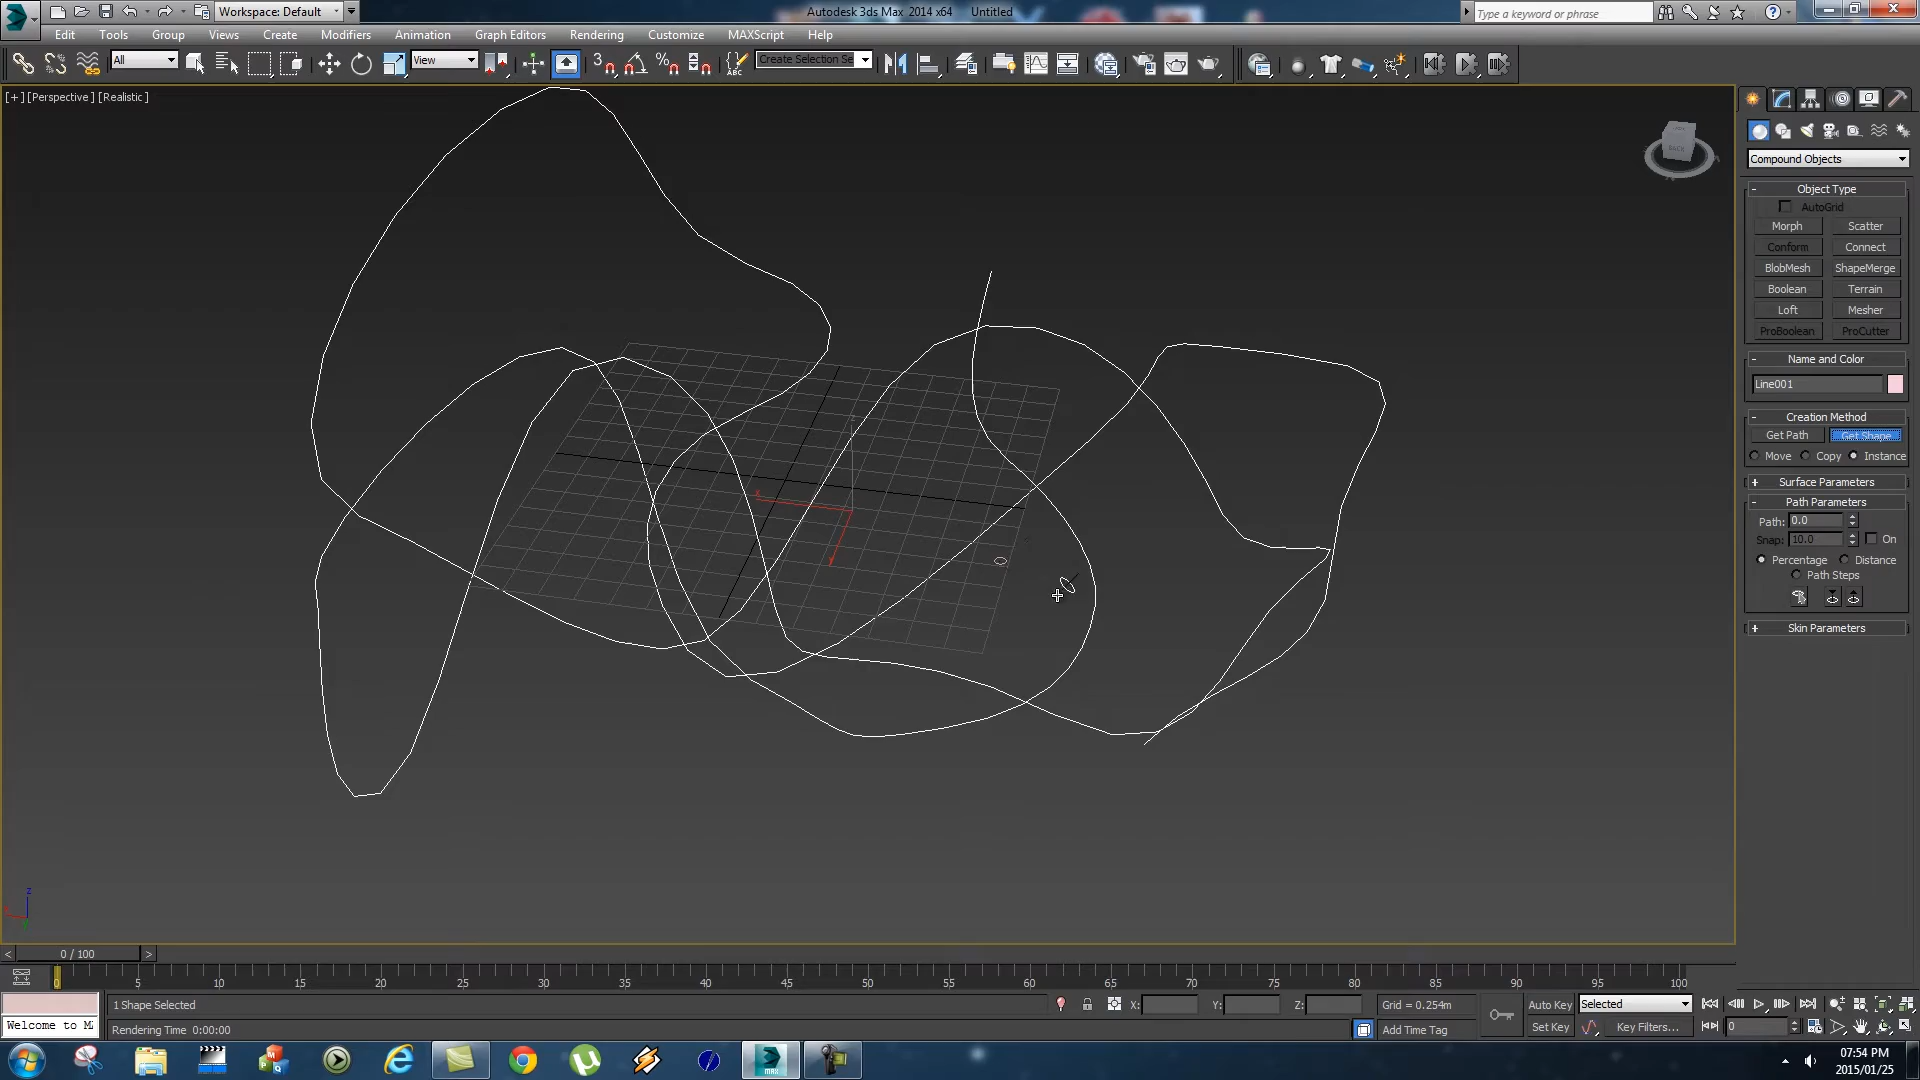 Workspace: Default
Autodesk 3ds Max 2014 x64 Untitled
Type a keyword or phrase
Edit Tools Group Views Create Modifiers Animation Graph Editors Rendering Customize MAXScript Help
All
View
3
Create Selection Se
[+] [Perspective] [Realistic]
BACK
Compound Objects
- Object Type
AutoGrid
Morph Scatter
Conform Connect
BlobMesh ShapeMerge
Boolean Terrain
Loft Mesher
ProBoolean ProCutter
- Name and Color
Line001
- Creation Method
Get Path Get Shape
Move Copy Instance
+ Surface Parameters
- Path Parameters
Path: 0.0
Snap: 10.0 On
Percentage Distance
Path Steps
+ Skin Parameters
x
z
< 0 / 100 >
0 5 10 15 20 25 30 35 40 45 50 55 60 65 70 75 80 85 90 95 100
1 Shape Selected
X: Y: Z: Grid = 0.254m
Auto Key Selected
Welcome to M
Rendering Time 0:00:00
Add Time Tag
Set Key Key Filters...
0
MAX
07:54 PM
2015/01/25